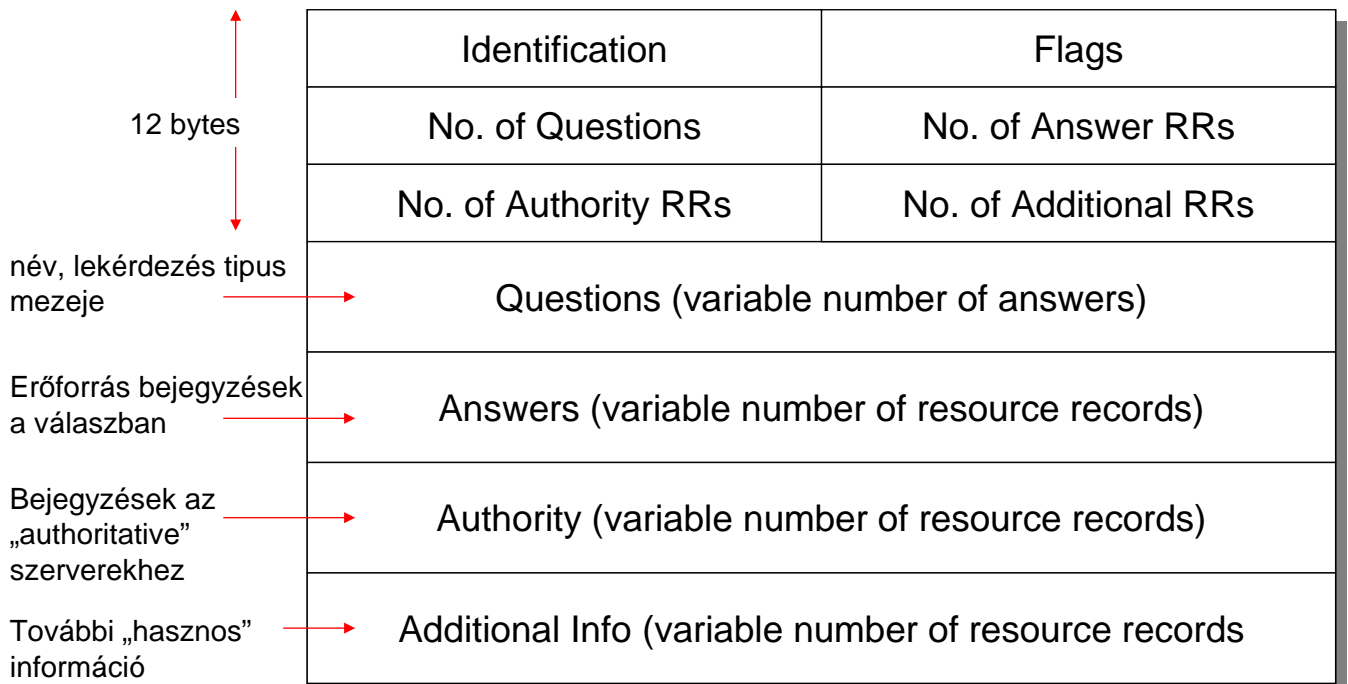 Identification
Flags
12 bytes
No. of Questions
No. of Answer RRs
No. of Authority RRs
No. of Additional RRs
név, lekérdezés tipus
mezeje
Questions (variable number of answers)
Erőforrás bejegyzések
a válaszban
Answers (variable number of resource records)
Bejegyzések az
„authoritative”
szerverekhez
Authority (variable number of resource records)
További „hasznos”
információ
Additional Info (variable number of resource records